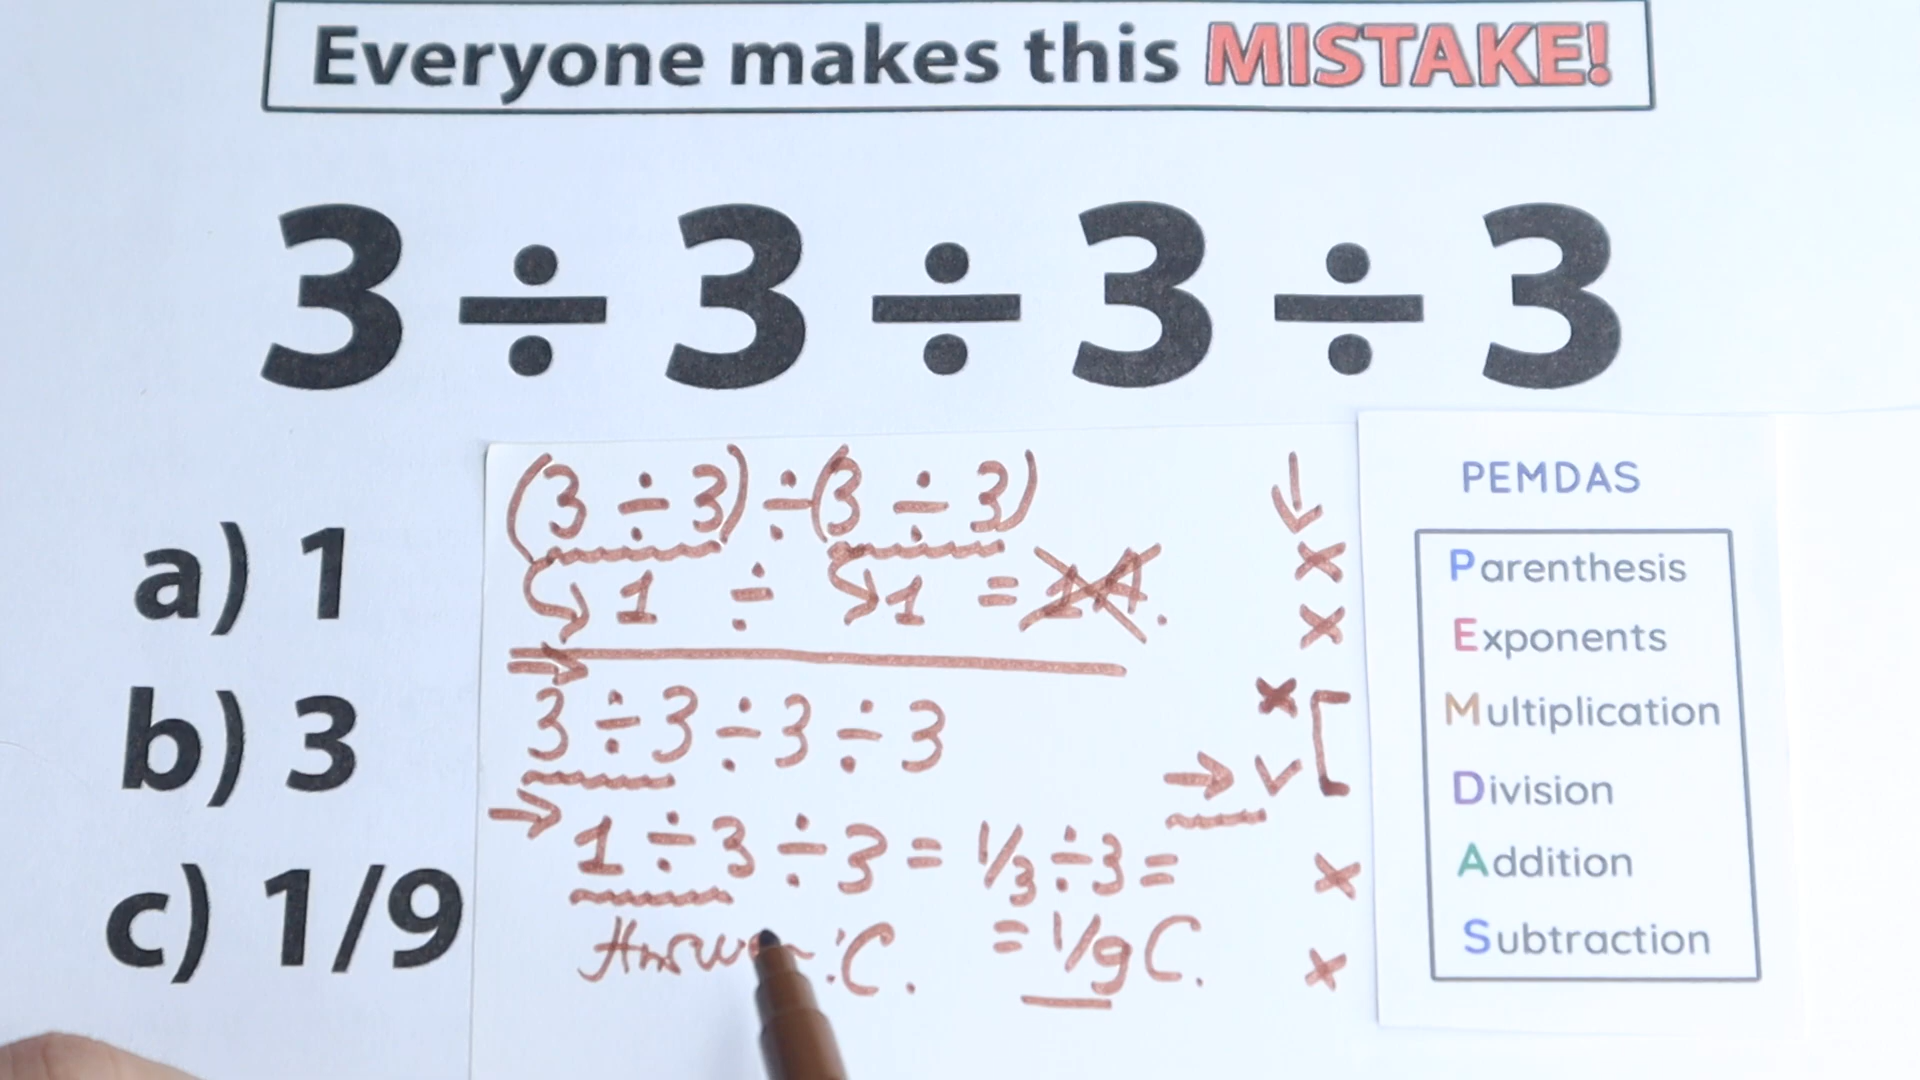 Everyone makes this MISTAKE!
3 ÷ 3 ÷ 3 ÷ 3
a) 1
b) 3
c) 1/9
(3 ÷ 3) ÷ (3 ÷ 3)
1 ÷ 1 =
3 ÷ 3 ÷ 3 ÷ 3
1 ÷ 3 ÷ 3 = 1/3 ÷ 3 =
= 1/9 C.
: C.
PEMDAS
Parenthesis
Exponents
Multiplication
Division
Addition
Subtraction